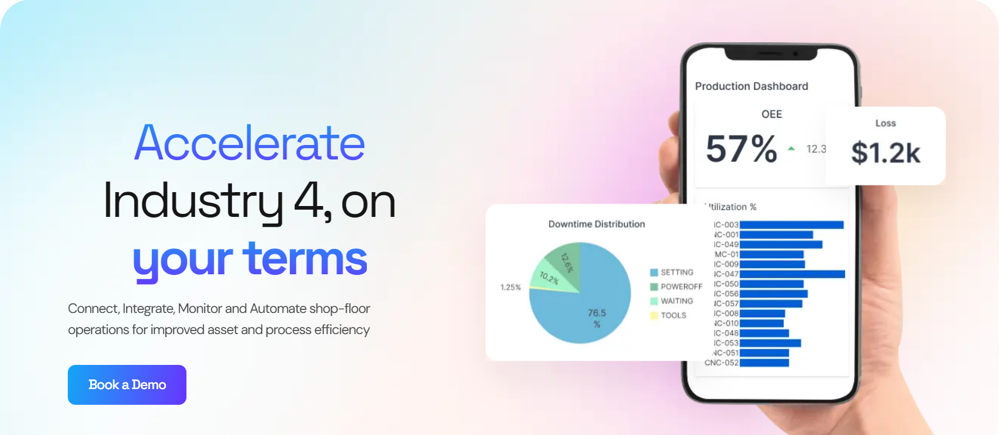 Accelerate
Industry 4, on
your terms
Connect, Integrate, Monitor and Automate shop-floor
operations for improved asset and process efficiency
Book a Demo
Production Dashboard
OEE
57%
12.3
Loss
$1.2k
Downtime Distribution
12.6%
10.2%
1.25%
76.5
%
SETTING
POWEROFF
WAITING
TOOLS
tilization %
IC-003
NC-001
IC-049
MC-01
IC-009
IC-047
IC-050
IC-056
IC-057
IC-008
NC-010
IC-048
IC-053
NC-051
CNC-052